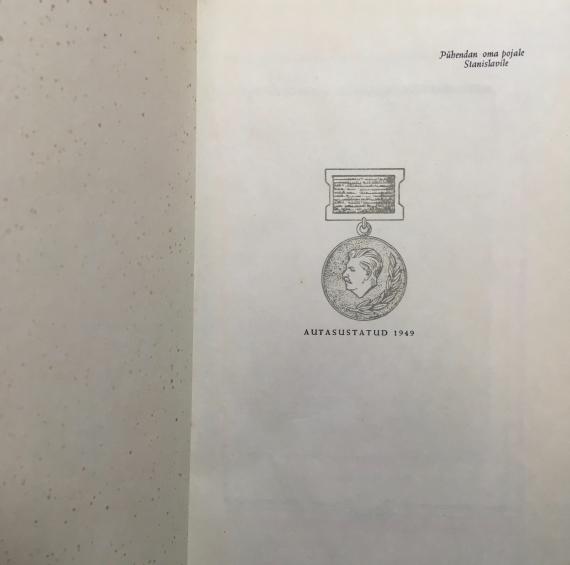 Pühendan oma pojale
Stanislavile
AUTASUSTATUD 1949